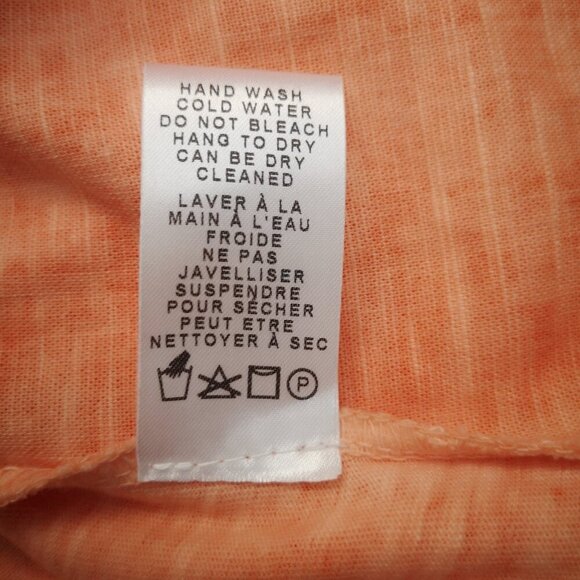 HAND WASH
COLD WATER
DO NOT BLEACH
HANG TO DRY
CAN BE DRY
CLEANED
LAVER À LA
MAIN À L'EAU
FROIDE
NE PAS
JAVELLISER
SUSPENDRE
POUR SÉCHER
PEUT ETRE
NETTOYER À SEC
P